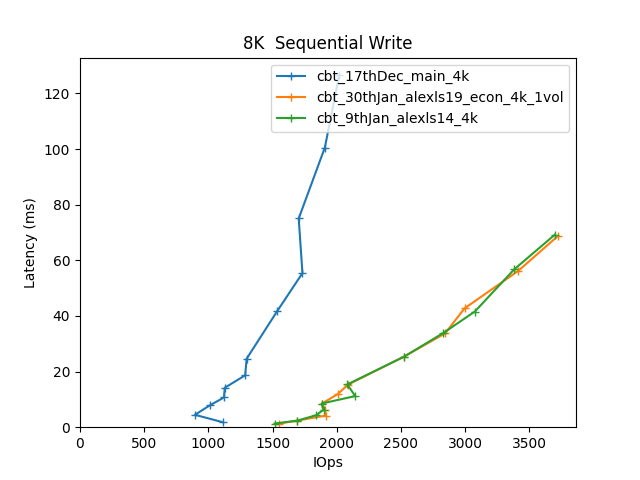 8K  Sequential Write
cbt_17thDec_main_4k
cbt_30thJan_alexls19_econ_4k_1vol
cbt_9thJan_alexls14_4k
Latency (ms)
120
100
80
60
40
20
0
0 500 1000 1500 2000 2500 3000 3500
IOps